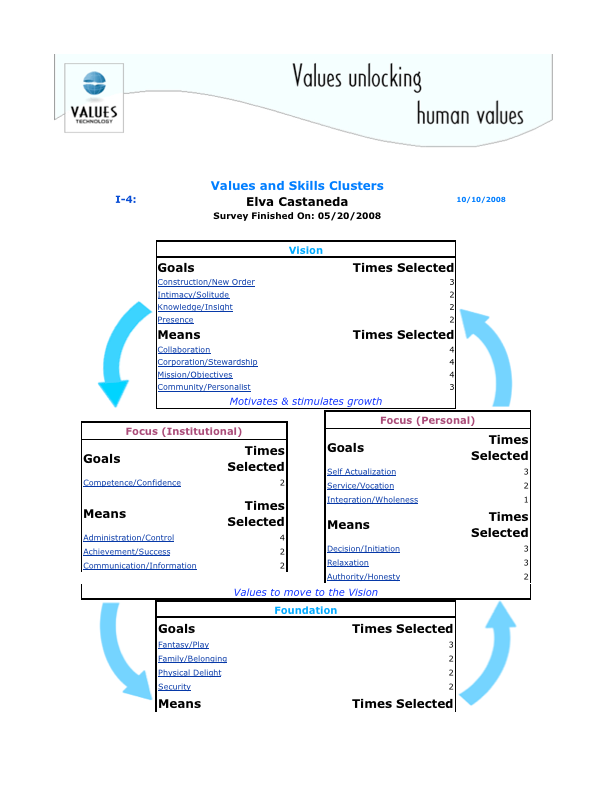 Values unlocking
human values
VALUES
TECHNOLOGY
Values and Skills Clusters
I-4:
Elva Castaneda
10/10/2008
Survey Finished On: 05/20/2008
Vision
Goals Times Selected
Construction/New Order 3
Intimacy/Solitude 2
Knowledge/Insight 2
Presence 2
Means Times Selected
Collaboration 4
Corporation/Stewardship 4
Mission/Objectives 4
Community/Personalist 3
Motivates & stimulates growth
Focus (Institutional)
Goals Times
Selected
Competence/Confidence 2
Means Times
Selected
Administration/Control 4
Achievement/Success 2
Communication/Information 2
Focus (Personal)
Goals Times
Selected
Self Actualization 3
Service/Vocation 2
Integration/Wholeness 1
Means Times
Selected
Decision/Initiation 3
Relaxation 3
Authority/Honesty 2
Values to move to the Vision
Foundation
Goals Times Selected
Fantasy/Play 3
Family/Belonging 2
Physical Delight 2
Security 2
Means Times Selected